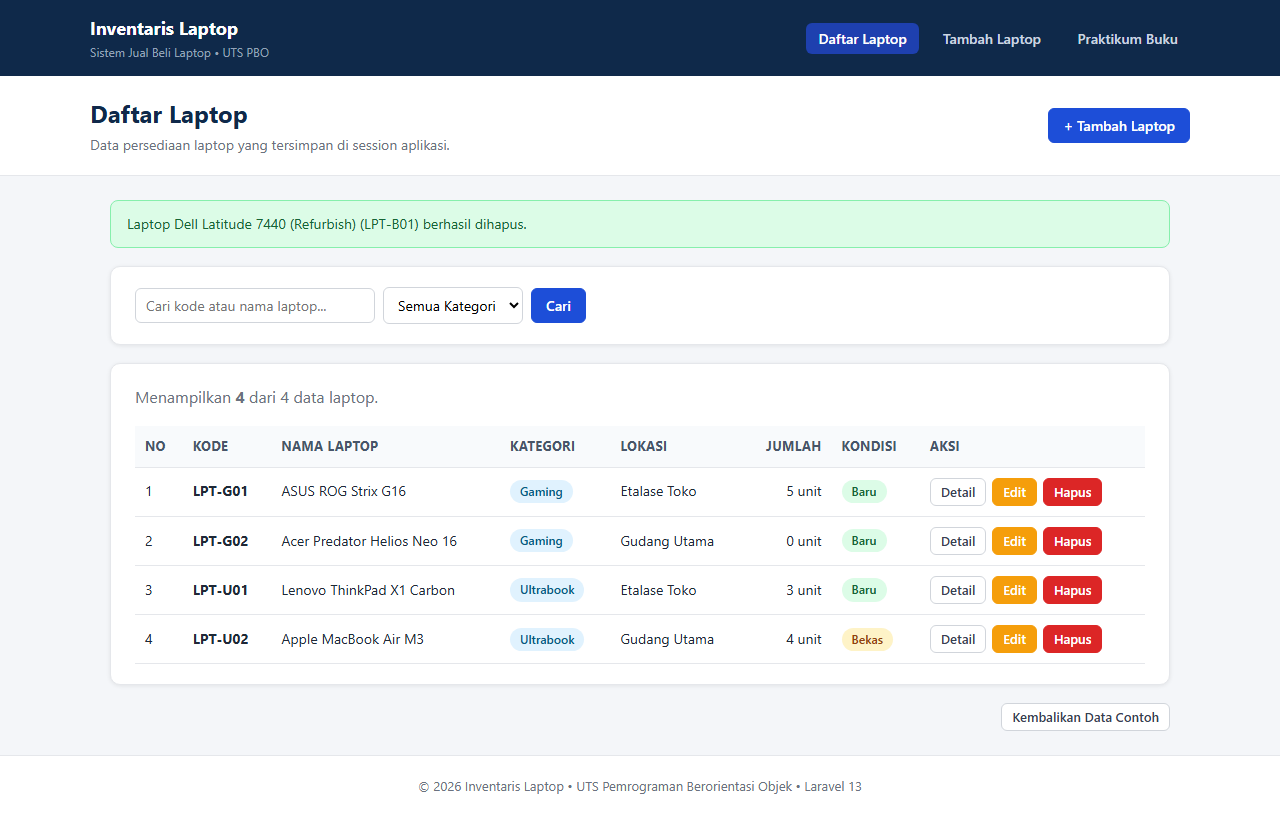 Inventaris Laptop
Sistem Jual Beli Laptop • UTS PBO
Daftar Laptop Tambah Laptop Praktikum Buku
Daftar Laptop
Data persediaan laptop yang tersimpan di session aplikasi.
+ Tambah Laptop
Laptop Dell Latitude 7440 (Refurbish) (LPT-B01) berhasil dihapus.
Cari kode atau nama laptop... Semua Kategori Cari
Menampilkan 4 dari 4 data laptop.
NO KODE NAMA LAPTOP KATEGORI LOKASI JUMLAH KONDISI AKSI
1 LPT-G01 ASUS ROG Strix G16 Gaming Etalase Toko 5 unit Baru Detail Edit Hapus
2 LPT-G02 Acer Predator Helios Neo 16 Gaming Gudang Utama 0 unit Baru Detail Edit Hapus
3 LPT-U01 Lenovo ThinkPad X1 Carbon Ultrabook Etalase Toko 3 unit Baru Detail Edit Hapus
4 LPT-U02 Apple MacBook Air M3 Ultrabook Gudang Utama 4 unit Bekas Detail Edit Hapus
Kembalikan Data Contoh
© 2026 Inventaris Laptop • UTS Pemrograman Berorientasi Objek • Laravel 13